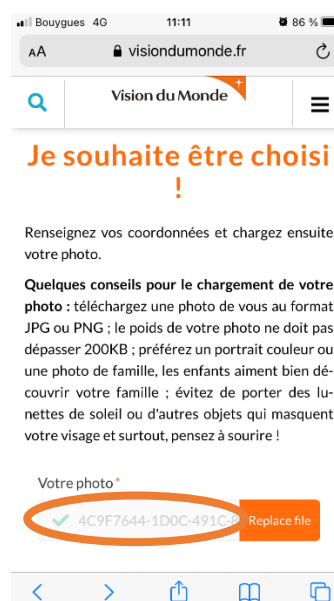 Bouygues 4G 11:11 86 %
AA visiondumonde.fr
Vision du Monde
Je souhaite être choisi
!
Renseignez vos coordonnées et chargez ensuite
votre photo.
Quelques conseils pour le chargement de votre
photo : téléchargez une photo de vous au format
JPG ou PNG ; le poids de votre photo ne doit pas
dépasser 200KB ; préférez un portrait couleur ou
une photo de famille, les enfants aiment bien dé-
couvrir votre famille ; évitez de porter des lu-
nettes de soleil ou d'autres objets qui masquent
votre visage et surtout, pensez à sourire !
Votre photo*
4C9F7644-1D0C-491C-8 Replace file